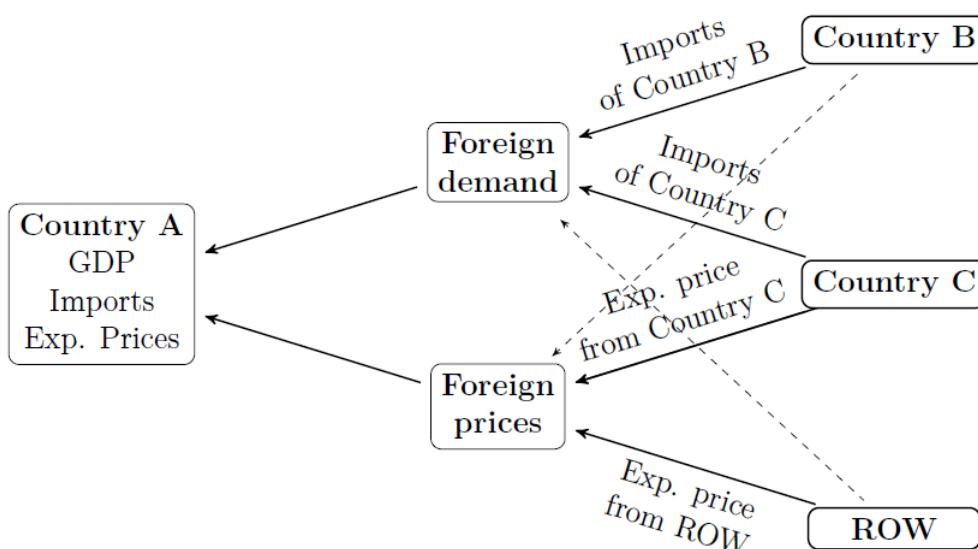 Country B
Imports
of Country B
Foreign
demand
Imports
of Country C
Country A
GDP
Imports
Exp. Prices
Country C
Exp. price
from Country C
Foreign
prices
Exp. price
from ROW
ROW